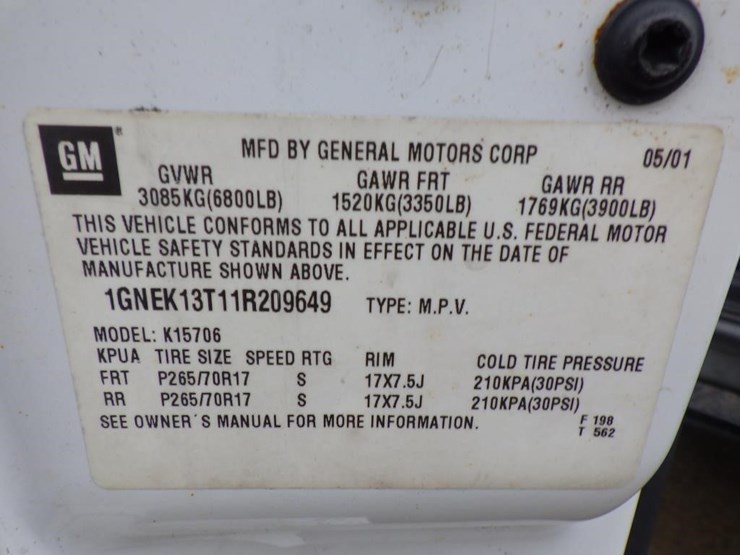 GM®
MFD BY GENERAL MOTORS CORP 05/01
GVWR GAWR FRT GAWR RR
3085KG(6800LB) 1520KG(3350LB) 1769KG(3900LB)
THIS VEHICLE CONFORMS TO ALL APPLICABLE U.S. FEDERAL MOTOR
VEHICLE SAFETY STANDARDS IN EFFECT ON THE DATE OF
MANUFACTURE SHOWN ABOVE.
1GNEK13T11R209649 TYPE: M.P.V.
MODEL: K15706
KPUA TIRE SIZE SPEED RTG RIM COLD TIRE PRESSURE
FRT P265/70R17 S 17X7.5J 210KPA(30PSI)
RR P265/70R17 S 17X7.5J 210KPA(30PSI)
SEE OWNER´S MANUAL FOR MORE INFORMATION. F 198
T 562